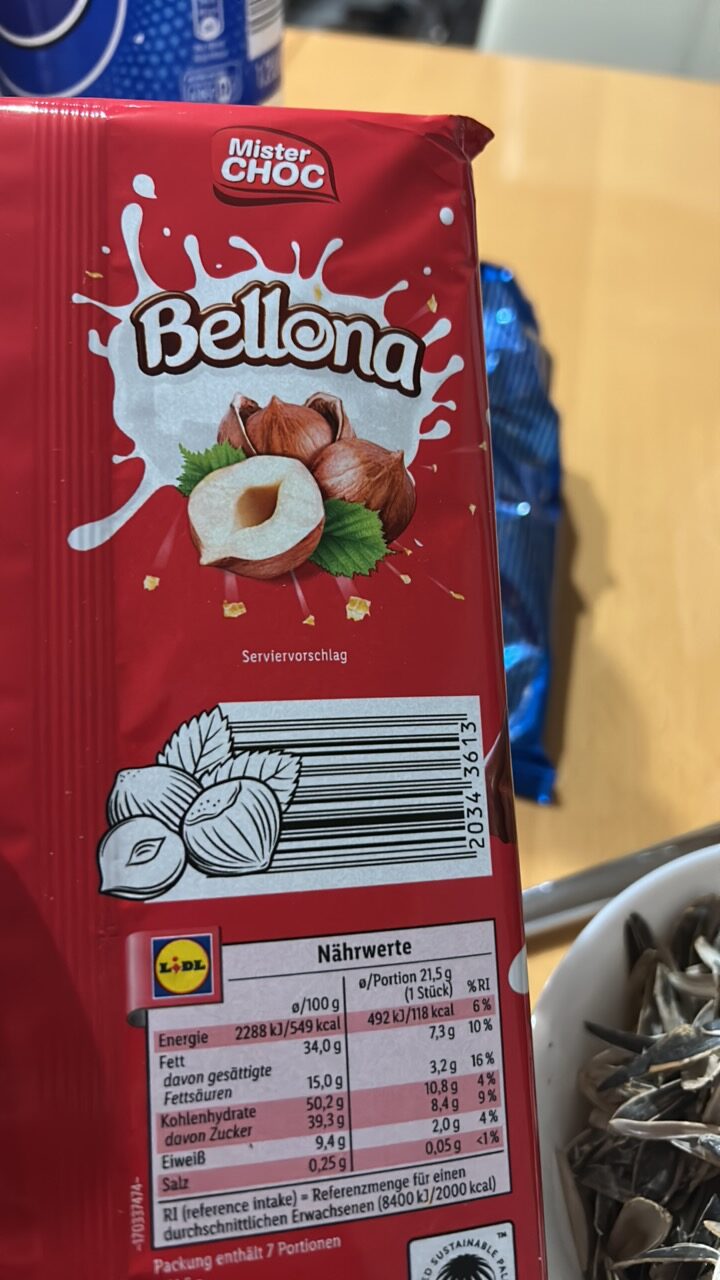 Mister
CHOC
Bellona
Serviervorschlag
2034 3613
LIDL
Nährwerte
ø/100 g
ø/Portion 21,5 g
(1 Stück)
%RI
Energie 2288 kJ/549 kcal 492 kJ/118 kcal 6 %
Fett 34,0 g 7,3 g 10 %
davon gesättigte
Fettsäuren 15,0 g 3,2 g 16 %
Kohlenhydrate 50,2 g 10,8 g 4 %
davon Zucker 39,3 g 8,4 g 9 %
Eiweiß 9,4 g 2,0 g 4 %
Salz 0,25 g 0,05 g <1%
RI (reference intake) = Referenzmenge für einen
durchschnittlichen Erwachsenen (8400 kJ/2000 kcal)
-170337474-
Packung enthält 7 Portionen
SUSTAINABLE
TM